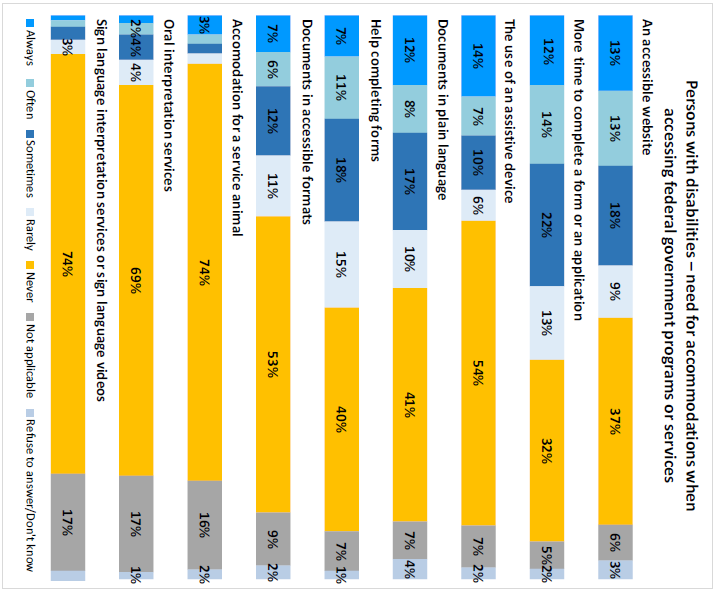 Persons with disabilities – need for accommodations when
accessing federal government programs or services
An accessible website
13% 13% 18% 9% 37% 6% 3%
More time to complete a form or an application
12% 14% 22% 13% 32% 5% 2%
The use of an assistive device
14% 7% 10% 6% 54% 7% 2%
Documents in plain language
12% 8% 17% 10% 41% 7% 4%
Help completing forms
7% 11% 18% 15% 40% 7% 1%
Documents in accessible formats
7% 6% 12% 11% 53% 9% 2%
Accomodation for a service animal
3% 74% 16% 2%
Oral interpretation services
2% 4% 4% 69% 17% 1%
Sign language interpretation services or sign language videos
3% 74% 17%
Always Often Sometimes Rarely Never Not applicable Refuse to answer/Don't know